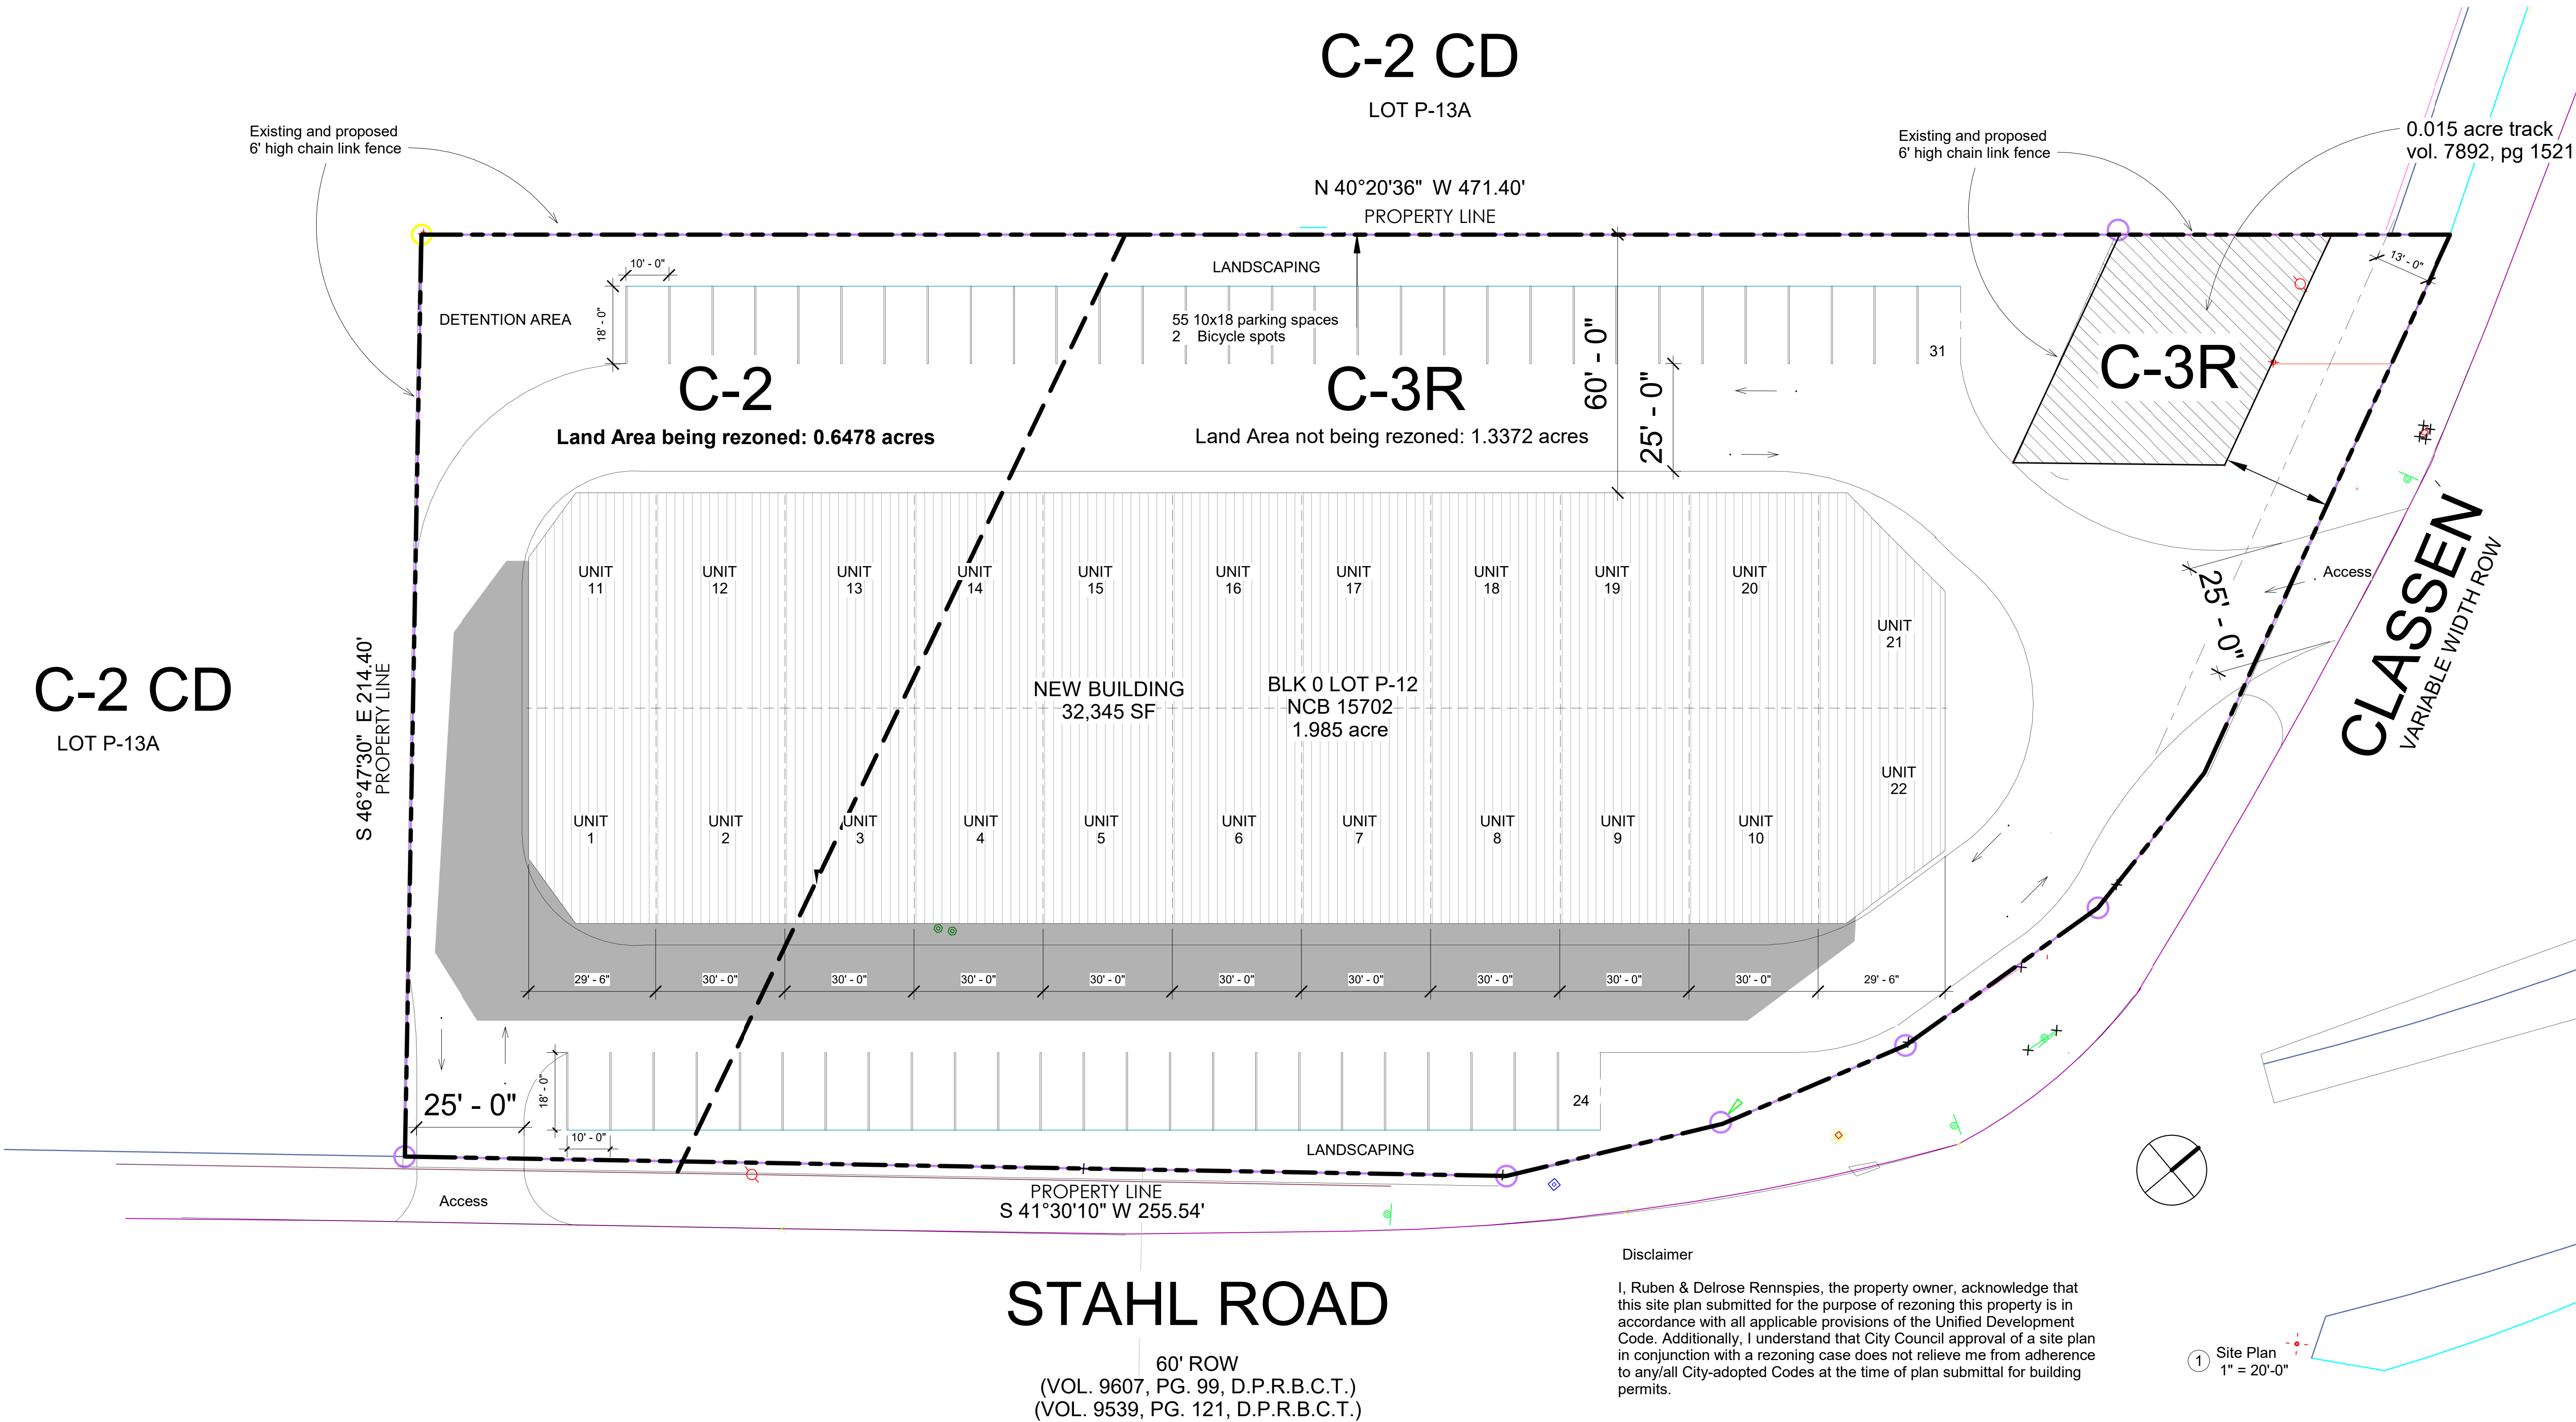 C-2 CD
LOT P-13A
Existing and proposed
6' high chain link fence
Existing and proposed
6' high chain link fence
0.015 acre track
vol. 7892, pg 1521
N 40°20'36"  W 471.40'
PROPERTY LINE
13' - 0"
10' - 0"
LANDSCAPING
DETENTION AREA
18' - 0"
55 10x18 parking spaces
2    Bicycle spots
31
60' - 0"
25' - 0"
C-2
C-3R
C-3R
Land Area being rezoned: 0.6478 acres
Land Area not being rezoned: 1.3372 acres
CLASSEN
VARIABLE WIDTH ROW
Access
25' - 0"
UNIT
11
UNIT
12
UNIT
13
UNIT
14
UNIT
15
UNIT
16
UNIT
17
UNIT
18
UNIT
19
UNIT
20
UNIT
21
C-2 CD
LOT P-13A
S 46°47'30"  E 214.40'
PROPERTY LINE
NEW BUILDING
32,345 SF
BLK 0 LOT P-12
NCB 15702
1.985 acre
UNIT
22
UNIT
1
UNIT
2
UNIT
3
UNIT
4
UNIT
5
UNIT
6
UNIT
7
UNIT
8
UNIT
9
UNIT
10
29' - 6"
30' - 0"
30' - 0"
30' - 0"
30' - 0"
30' - 0"
30' - 0"
30' - 0"
30' - 0"
30' - 0"
29' - 6"
25' - 0"
18' - 0"
10' - 0"
24
LANDSCAPING
Access
PROPERTY LINE
S 41°30'10" W 255.54'
STAHL ROAD
60' ROW
(VOL. 9607, PG. 99, D.P.R.B.C.T.)
(VOL. 9539, PG. 121, D.P.R.B.C.T.)
Disclaimer
I, Ruben & Delrose Rennspies, the property owner, acknowledge that
this site plan submitted for the purpose of rezoning this property is in
accordance with all applicable provisions of the Unified Development
Code. Additionally, I understand that City Council approval of a site plan
in conjunction with a rezoning case does not relieve me from adherence
to any/all City-adopted Codes at the time of plan submittal for building
permits.
1
Site Plan
1" = 20'-0"